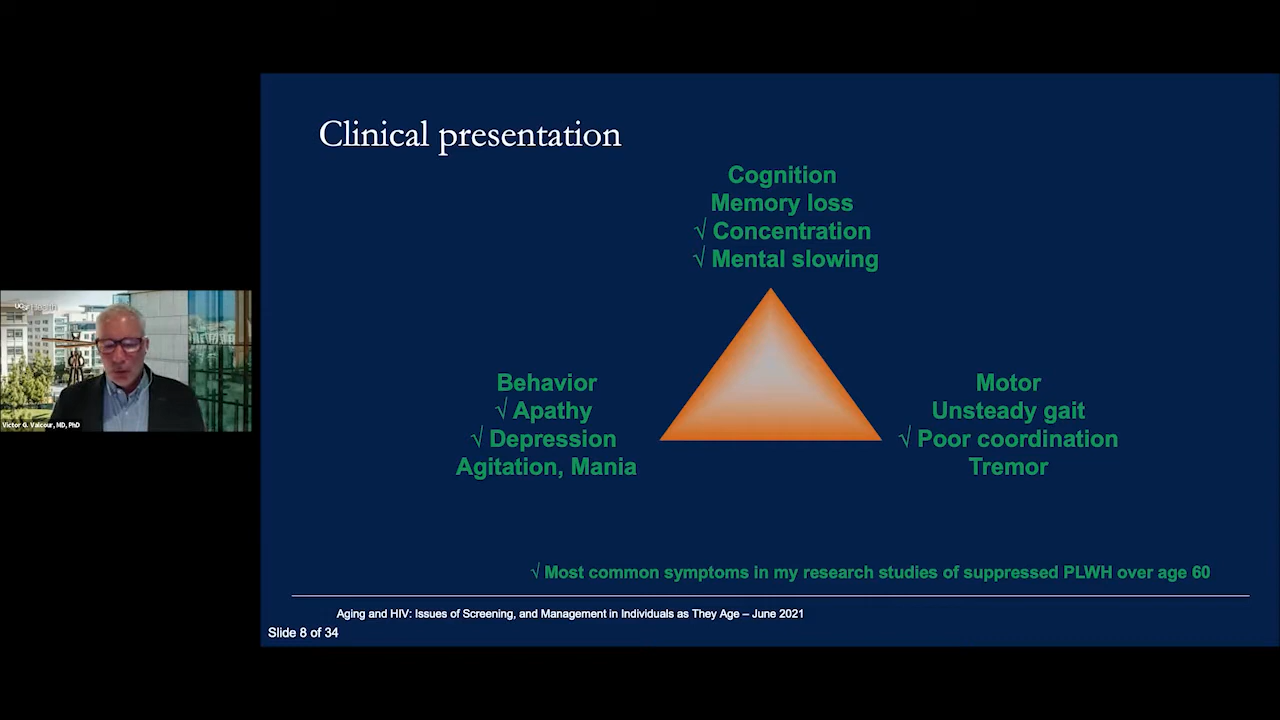 Clinical presentation
Cognition
Memory loss
√ Concentration
√ Mental slowing
Behavior
√ Apathy
√ Depression
Agitation, Mania
Motor
Unsteady gait
√ Poor coordination
Tremor
√ Most common symptoms in my research studies of suppressed PLWH over age 60
Aging and HIV: Issues of Screening, and Management in Individuals as They Age – June 2021
Slide 8 of 34
Victor G. Valcour, MD, PhD